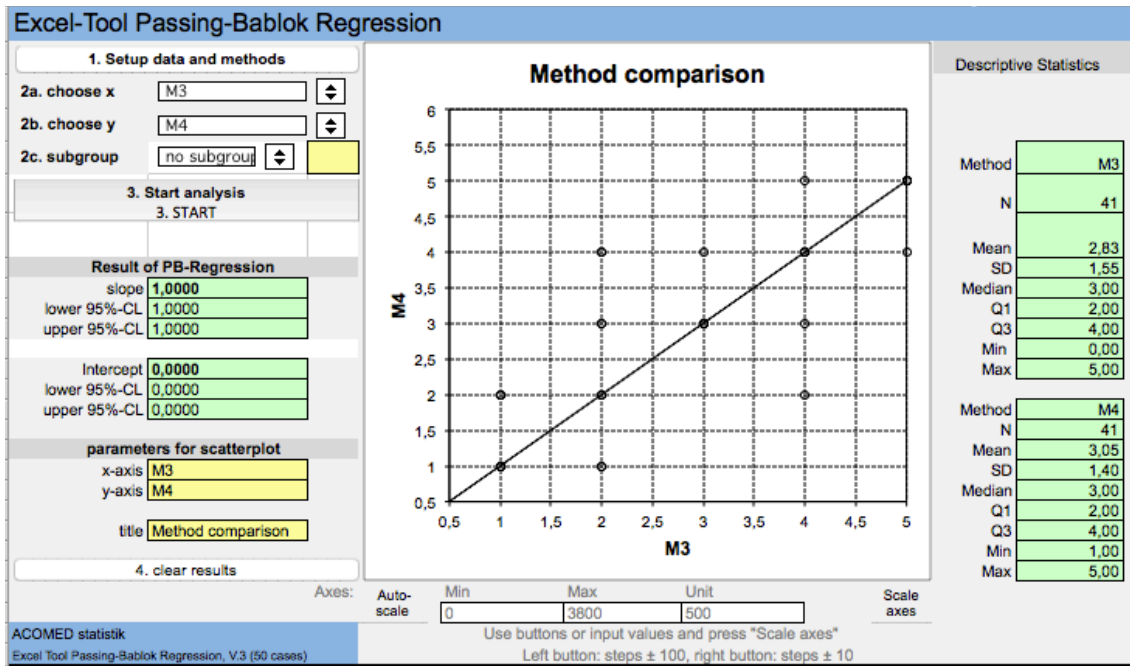 Excel-Tool Passing-Bablok Regression
1. Setup data and methods
2a. choose x M3
2b. choose y M4
2c. subgroup no subgroup
3. Start analysis
3. START
Result of PB-Regression
slope 1,0000
lower 95%-CL 1,0000
upper 95%-CL 1,0000
Intercept 0,0000
lower 95%-CL 0,0000
upper 95%-CL 0,0000
parameters for scatterplot
x-axis M3
y-axis M4
title Method comparison
4. clear results
Method comparison
6
5,5
5
4,5
4
3,5
3
2,5
2
1,5
1
0,5
M4
0,5 1 1,5 2 2,5 3 3,5 4 4,5 5
M3
Descriptive Statistics
Method M3
N 41
Mean 2,83
SD 1,55
Median 3,00
Q1 2,00
Q3 4,00
Min 0,00
Max 5,00
Method M4
N 41
Mean 3,05
SD 1,40
Median 3,00
Q1 2,00
Q3 4,00
Min 1,00
Max 5,00
Axes: Auto-scale Min Max Unit Scale axes
0 3800 500
Use buttons or input values and press "Scale axes"
Left button: steps ± 100, right button: steps ± 10
ACOMED statistik
Excel Tool Passing-Bablok Regression, V.3 (50 cases)